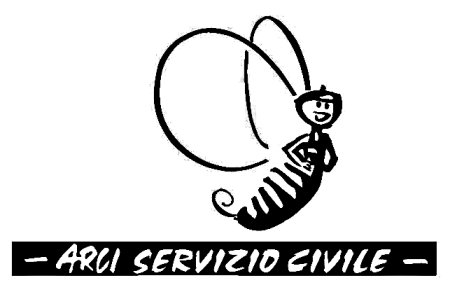 – ARCI SERVIZIO CIVILE –